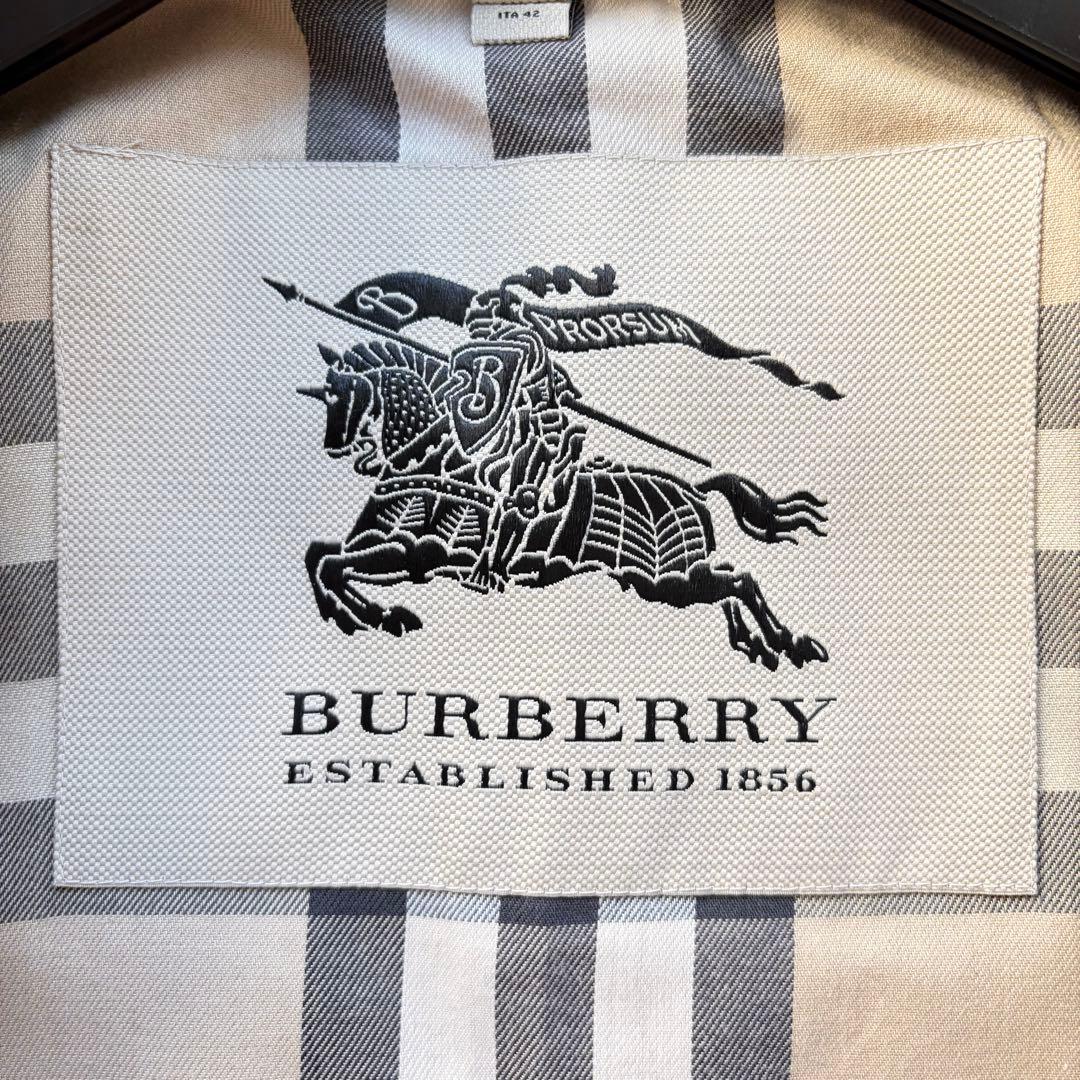 ITA 42
B
PRORSUM
B
BURBERRY
ESTABLISHED 1856